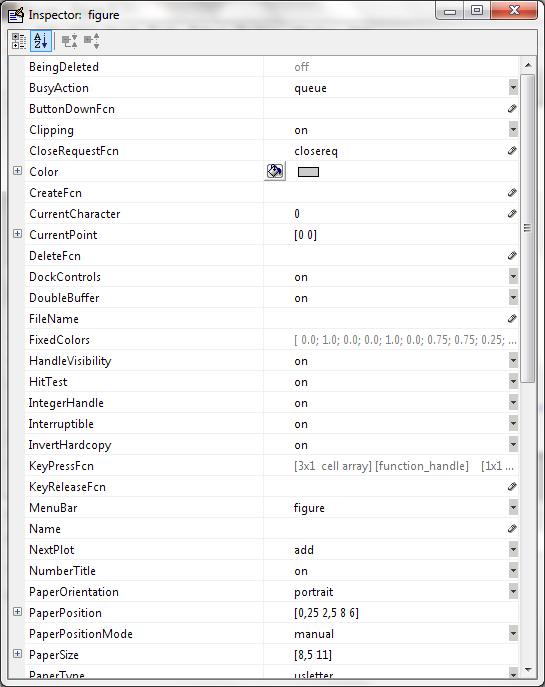 Inspector: figure
BeingDeleted off
BusyAction queue
ButtonDownFcn
Clipping on
CloseRequestFcn closereq
Color
CreateFcn
CurrentCharacter 0
CurrentPoint [0 0]
DeleteFcn
DockControls on
DoubleBuffer on
FileName
FixedColors [ 0.0; 1.0; 0.0; 0.0; 1.0; 0.0; 0.75; 0.75; 0.25; ...
HandleVisibility on
HitTest on
IntegerHandle on
Interruptible on
InvertHardcopy on
KeyPressFcn [3x1 cell array] [function_handle] [1x1 ...
KeyReleaseFcn
MenuBar figure
Name
NextPlot add
NumberTitle on
PaperOrientation portrait
PaperPosition [0,25 2,5 8 6]
PaperPositionMode manual
PaperSize [8,5 11]
PaperType usletter